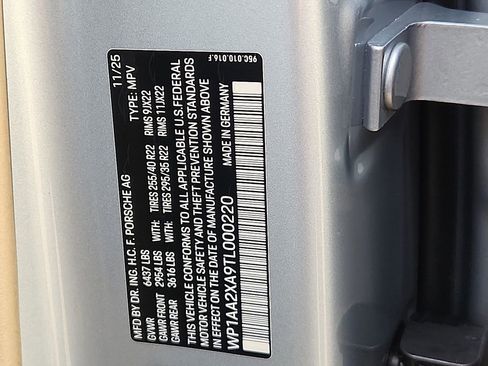 MFD BY DR. ING. H.C. F. PORSCHE AG 11/25
GVWR 6437 LBS TYPE: MPV
GAWR FRONT 2954 LBS WITH: TIRES 265/40 R22 RIMS 9JX22
GAWR REAR 3616 LBS WITH: TIRES 295/35 R22 RIMS 11JX22
THIS VEHICLE CONFORMS TO ALL APPLICABLE U.S.FEDERAL
MOTOR VEHICLE SAFETY AND THEFT PREVENTION STANDARDS
IN EFFECT ON THE DATE OF MANUFACTURE SHOWN ABOVE
MADE IN GERMANY
WP1AA2XA9TL000220
95C.010.016.F